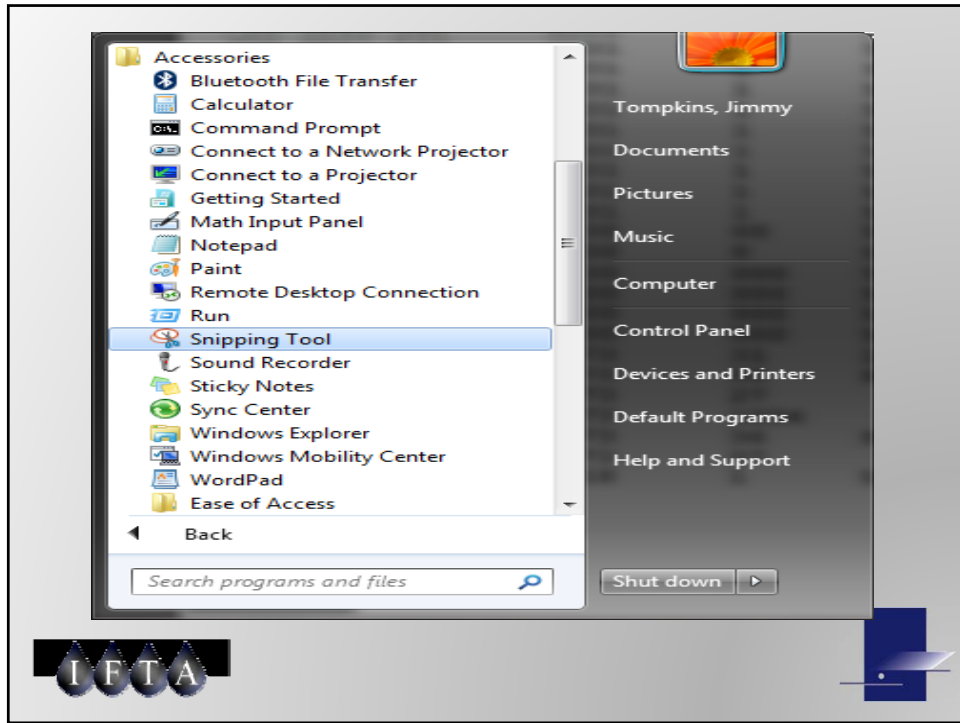 Accessories
Bluetooth File Transfer
Calculator
Command Prompt
Connect to a Network Projector
Connect to a Projector
Getting Started
Math Input Panel
Notepad
Paint
Remote Desktop Connection
Run
Snipping Tool
Sound Recorder
Sticky Notes
Sync Center
Windows Explorer
Windows Mobility Center
WordPad
Ease of Access
Back
Search programs and files
Tompkins, Jimmy
Documents
Pictures
Music
Computer
Control Panel
Devices and Printers
Default Programs
Help and Support
Shut down
IFTA